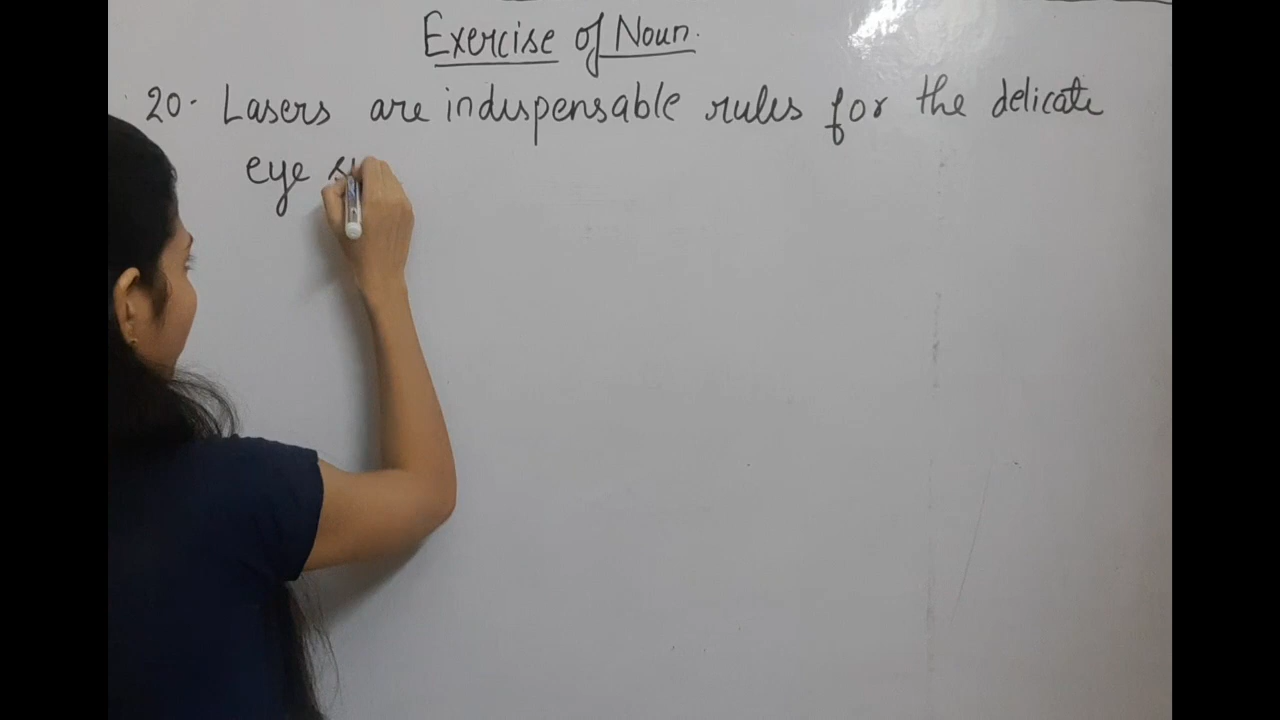 Exercise of Noun.
20. Lasers are indispensable rules for the delicate
eye